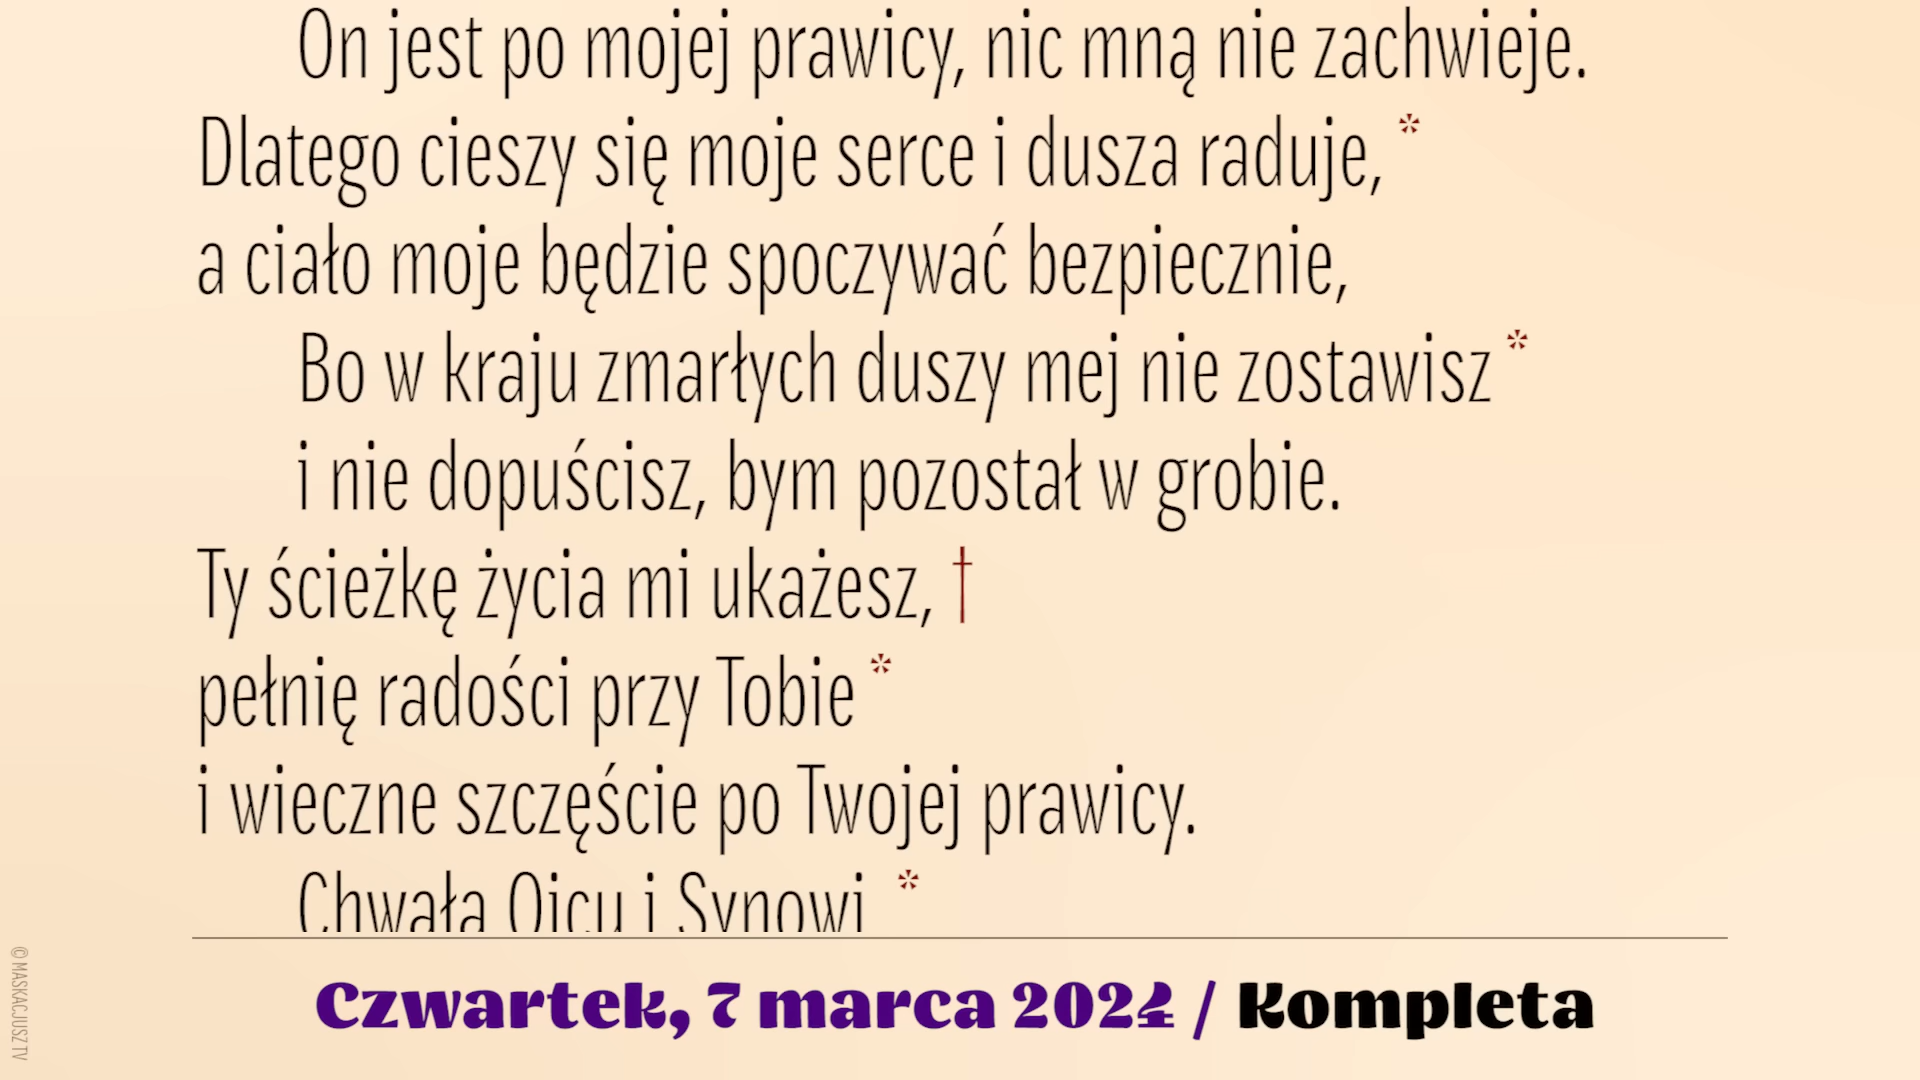 On jest po mojej prawicy, nic mną nie zachwieje.
Dlatego cieszy się moje serce i dusza raduje, *
a ciało moje będzie spoczywać bezpiecznie,
Bo w kraju zmarłych duszy mej nie zostawisz *
i nie dopuścisz, bym pozostał w grobie.
Ty ścieżkę życia mi ukażesz, †
pełnię radości przy Tobie *
i wieczne szczęście po Twojej prawicy.
Chwała Ojcu i Synowi *
Czwartek, 7 marca 2024 / Kompleta
© MASKACJUSZ TV